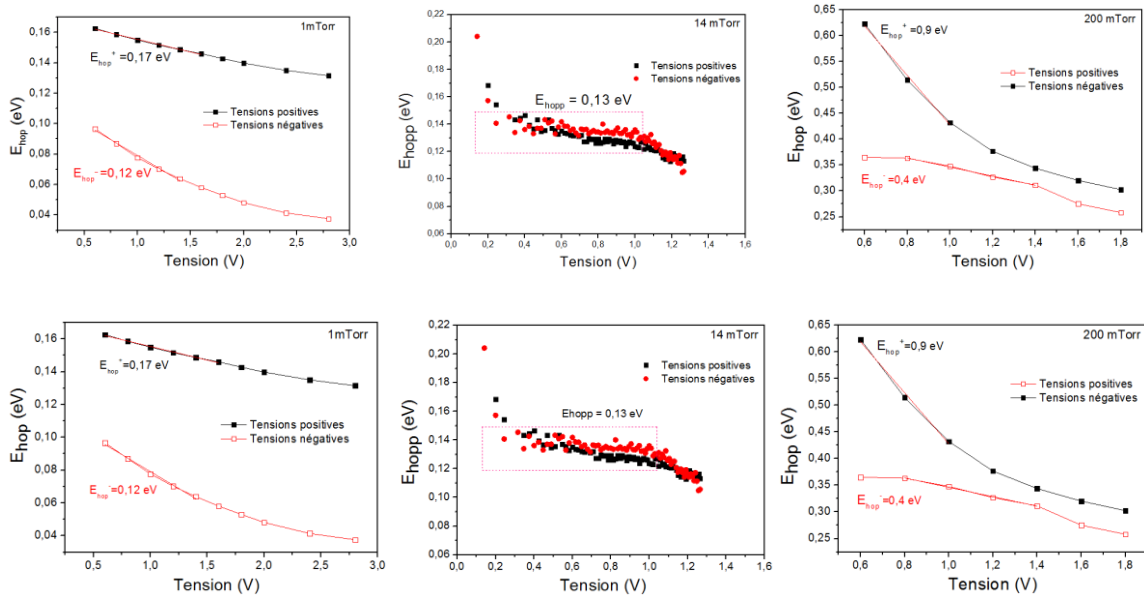 1mTorr
E_hop^+=0,17 eV
Tensions positives
Tensions négatives
E_hop^-=0,12 eV
E_hop (eV)
0,16
0,14
0,12
0,10
0,08
0,06
0,04
0,5 1,0 1,5 2,0 2,5 3,0
Tension (V)
14 mTorr
Tensions positives
Tensions négatives
E_hopp = 0,13 eV
E_hopp (eV)
0,22
0,20
0,18
0,16
0,14
0,12
0,10
0,08
0,06
0,0 0,2 0,4 0,6 0,8 1,0 1,2 1,4 1,6
Tension (V)
200 mTorr
E_hop^+=0,9 eV
Tensions positives
Tensions négatives
E_hop^-=0,4 eV
E_hop (eV)
0,65
0,60
0,55
0,50
0,45
0,40
0,35
0,30
0,25
0,6 0,8 1,0 1,2 1,4 1,6 1,8
Tension (V)
1mTorr
E_hop^+=0,17 eV
Tensions positives
Tensions négatives
E_hop^-=0,12 eV
Ehop (eV)
0,16
0,14
0,12
0,10
0,08
0,06
0,04
0,5 1,0 1,5 2,0 2,5 3,0
Tension (V)
14 mTorr
Tensions positives
Tensions négatives
Ehopp = 0,13 eV
Ehopp (eV)
0,22
0,20
0,18
0,16
0,14
0,12
0,10
0,08
0,06
0,0 0,2 0,4 0,6 0,8 1,0 1,2 1,4 1,6
Tension (V)
200 mTorr
E_hop^+=0,9 eV
Tensions positives
Tensions négatives
E_hop^-=0,4 eV
Ehop (eV)
0,65
0,60
0,55
0,50
0,45
0,40
0,35
0,30
0,25
0,6 0,8 1,0 1,2 1,4 1,6 1,8
Tension (V)